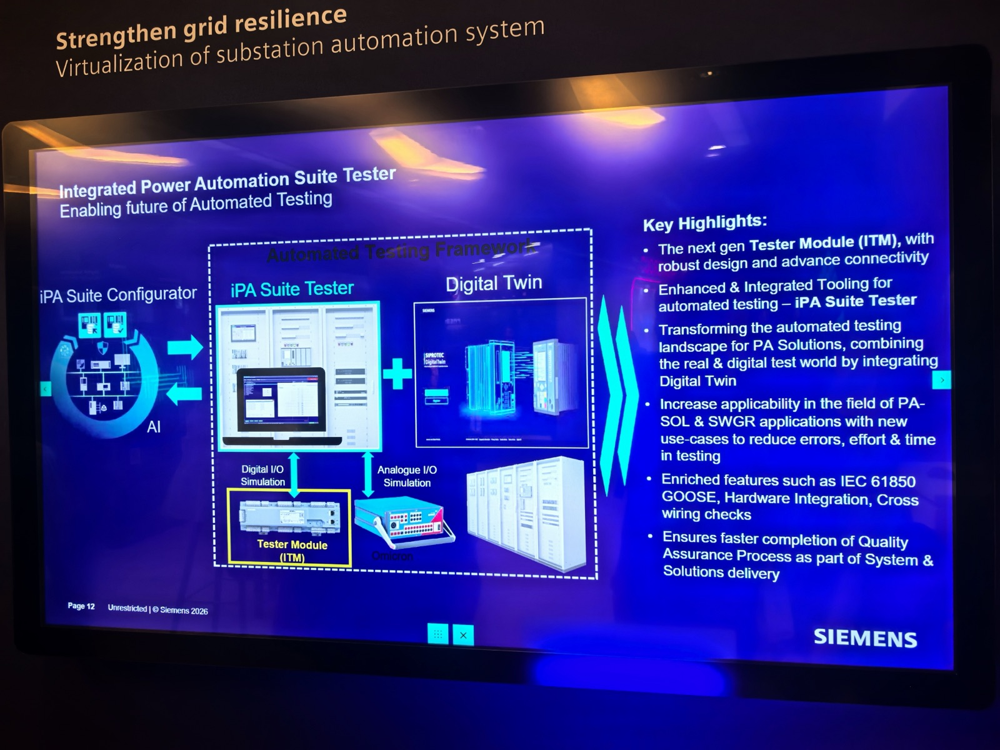 Strengthen grid resilience
Virtualization of substation automation system
Integrated Power Automation Suite Tester
Enabling future of Automated Testing
Automated Testing Framework
iPA Suite Configurator
AI
iPA Suite Tester
Digital Twin
SIEMENS
SIPROTEC
DigitalTwin
Digital I/O
Simulation
Analogue I/O
Simulation
Tester Module
(ITM)
Omicron
Key Highlights:
• The next gen Tester Module (ITM), with
robust design and advance connectivity
• Enhanced & Integrated Tooling for
automated testing – iPA Suite Tester
• Transforming the automated testing
landscape for PA Solutions, combining
the real & digital test world by integrating
Digital Twin
• Increase applicability in the field of PA-
SOL & SWGR applications with new
use-cases to reduce errors, effort & time
in testing
• Enriched features such as IEC 61850
GOOSE, Hardware Integration, Cross
wiring checks
• Ensures faster completion of Quality
Assurance Process as part of System &
Solutions delivery
Page 12 Unrestricted | © Siemens 2026
SIEMENS